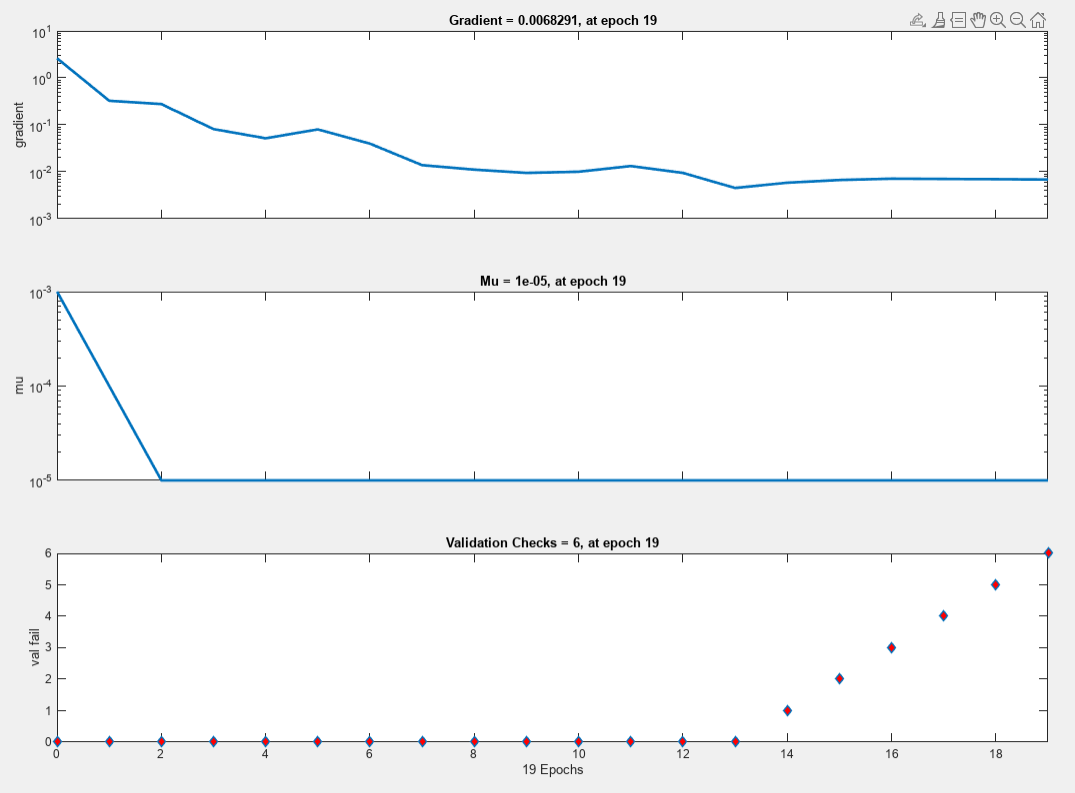 Gradient = 0.0068291, at epoch 19
10^1
10^0
10^-1
10^-2
10^-3
gradient
Mu = 1e-05, at epoch 19
10^-3
10^-4
10^-5
mu
Validation Checks = 6, at epoch 19
6
5
4
3
2
1
0
val fail
0 2 4 6 8 10 12 14 16 18
19 Epochs